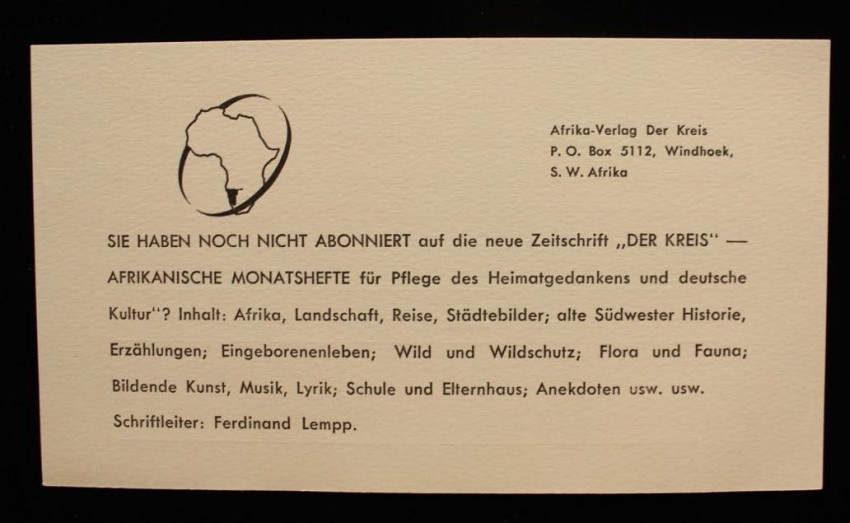 Afrika-Verlag Der Kreis
P. O. Box 5112, Windhoek,
S. W. Afrika
SIE HABEN NOCH NICHT ABONNIERT auf die neue Zeitschrift „DER KREIS" —
AFRIKANISCHE MONATSHEFTE für Pflege des Heimatgedankens und deutsche
Kultur"? Inhalt: Afrika, Landschaft, Reise, Städtebilder; alte Südwester Historie,
Erzählungen; Eingeborenenleben; Wild und Wildschutz; Flora und Fauna;
Bildende Kunst, Musik, Lyrik; Schule und Elternhaus; Anekdoten usw. usw.
Schriftleiter: Ferdinand Lempp.